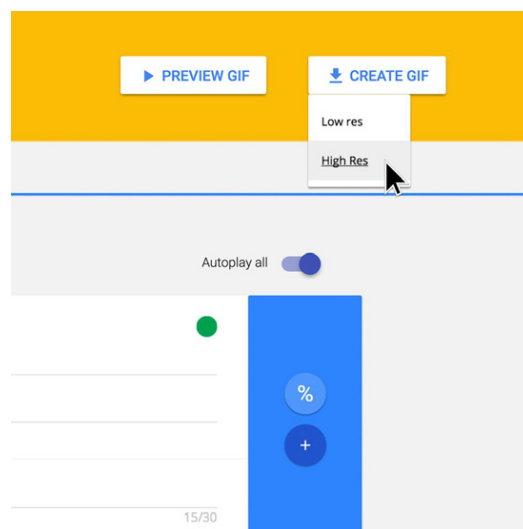 PREVIEW GIF
CREATE GIF
Low res
High Res
Autoplay all
%
+
15/30